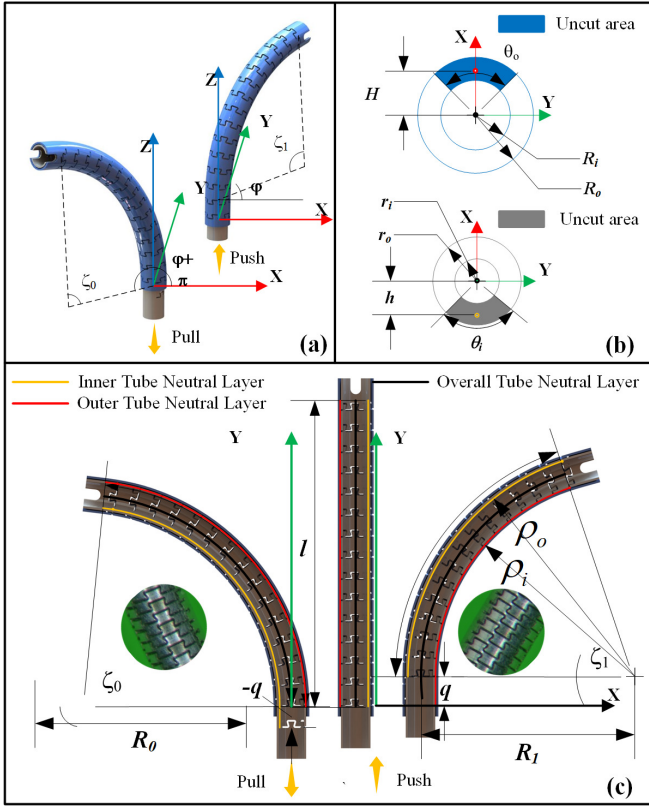 Z
Y
ζ1
φ
X
Push
Z
Y
ζ0
φ+
π
X
Pull
(a)
Uncut area
X
θo
H
Y
Ri
Ro
Uncut area
ri
X
ro
Y
h
θi
(b)
Inner Tube Neutral Layer
Outer Tube Neutral Layer
Overall Tube Neutral Layer
Y
Y
l
ρo
ρi
ζ0
ζ1
-q
q
X
R0
R1
Pull
Push
(c)